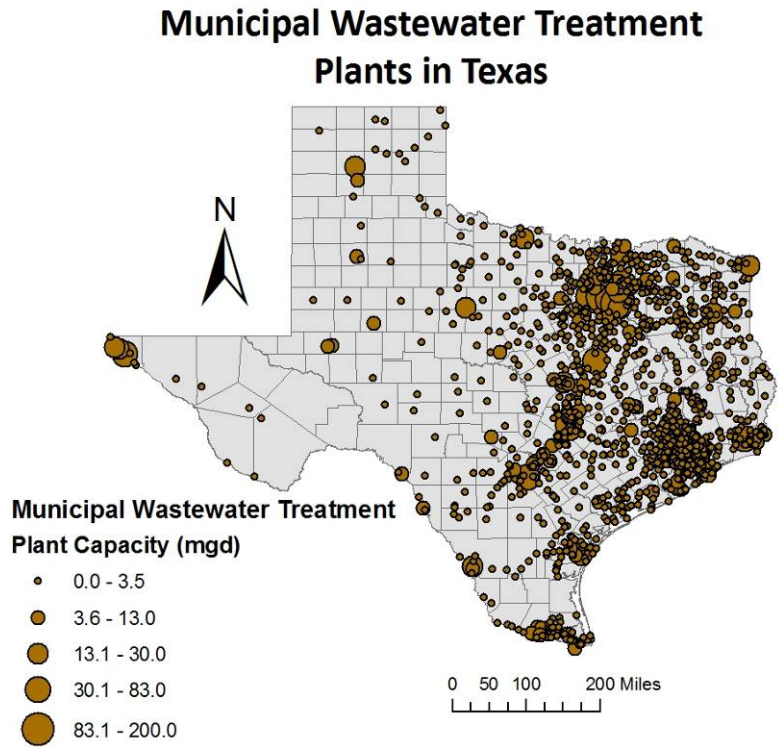 Municipal Wastewater Treatment
Plants in Texas
N
Municipal Wastewater Treatment
Plant Capacity (mgd)
0.0 - 3.5
3.6 - 13.0
13.1 - 30.0
30.1 - 83.0
83.1 - 200.0
0 50 100 200 Miles